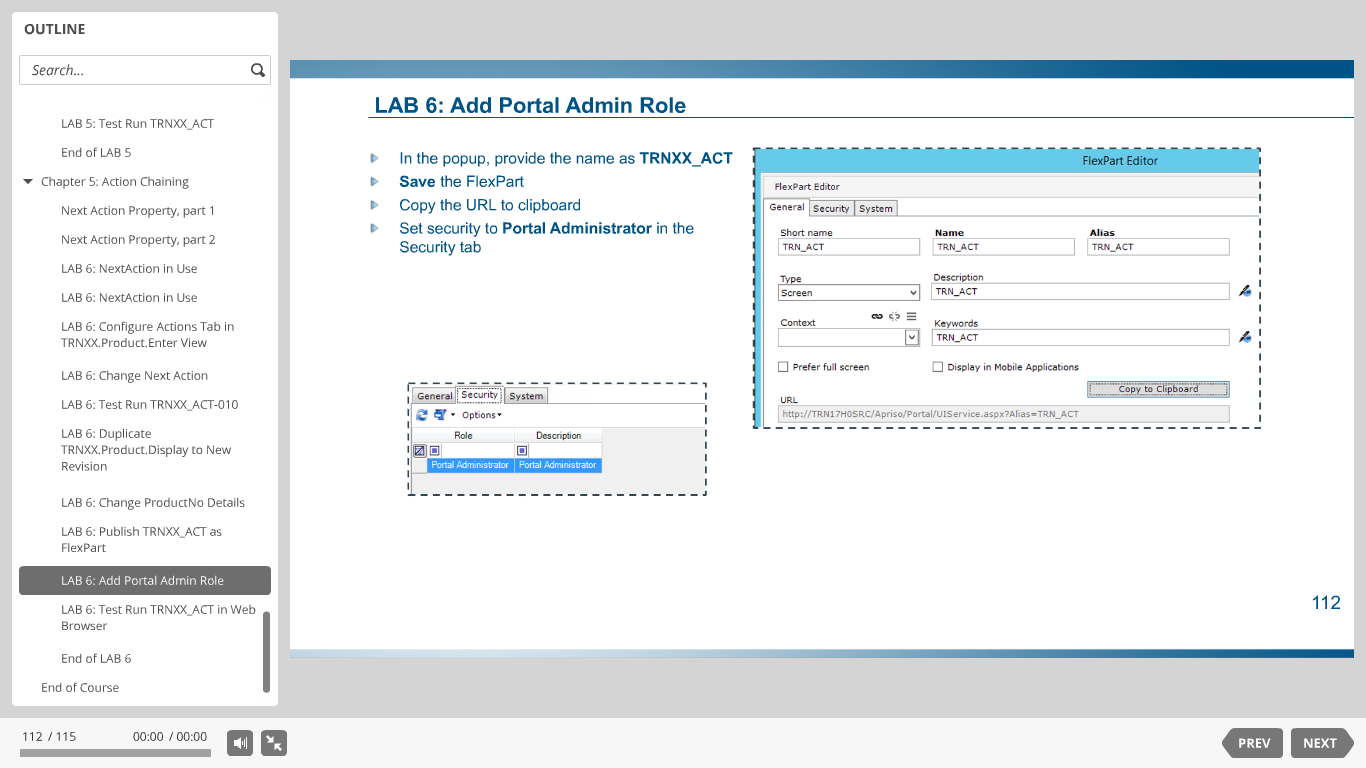 OUTLINE
Search...
LAB 5: Test Run TRNXX_ACT
End of LAB 5
Chapter 5: Action Chaining
Next Action Property, part 1
Next Action Property, part 2
LAB 6: NextAction in Use
LAB 6: NextAction in Use
LAB 6: Configure Actions Tab in
TRNXX.Product.Enter View
LAB 6: Change Next Action
LAB 6: Test Run TRNXX_ACT-010
LAB 6: Duplicate
TRNXX.Product.Display to New
Revision
LAB 6: Change ProductNo Details
LAB 6: Publish TRNXX_ACT as
FlexPart
LAB 6: Add Portal Admin Role
LAB 6: Test Run TRNXX_ACT in Web
Browser
End of LAB 6
End of Course
LAB 6: Add Portal Admin Role
In the popup, provide the name as TRNXX_ACT
Save the FlexPart
Copy the URL to clipboard
Set security to Portal Administrator in the
Security tab
FlexPart Editor
FlexPart Editor
General Security System
Short name Name Alias
TRN_ACT TRN_ACT TRN_ACT
Type Description
Screen TRN_ACT
Context Keywords
TRN_ACT
Prefer full screen Display in Mobile Applications
Copy to Clipboard
URL
http://TRN17H0SRC/Apriso/Portal/UIService.aspx?Alias=TRN_ACT
General Security System
Options
Role Description
Portal Administrator Portal Administrator
112
112 / 115 00:00 / 00:00
PREV NEXT